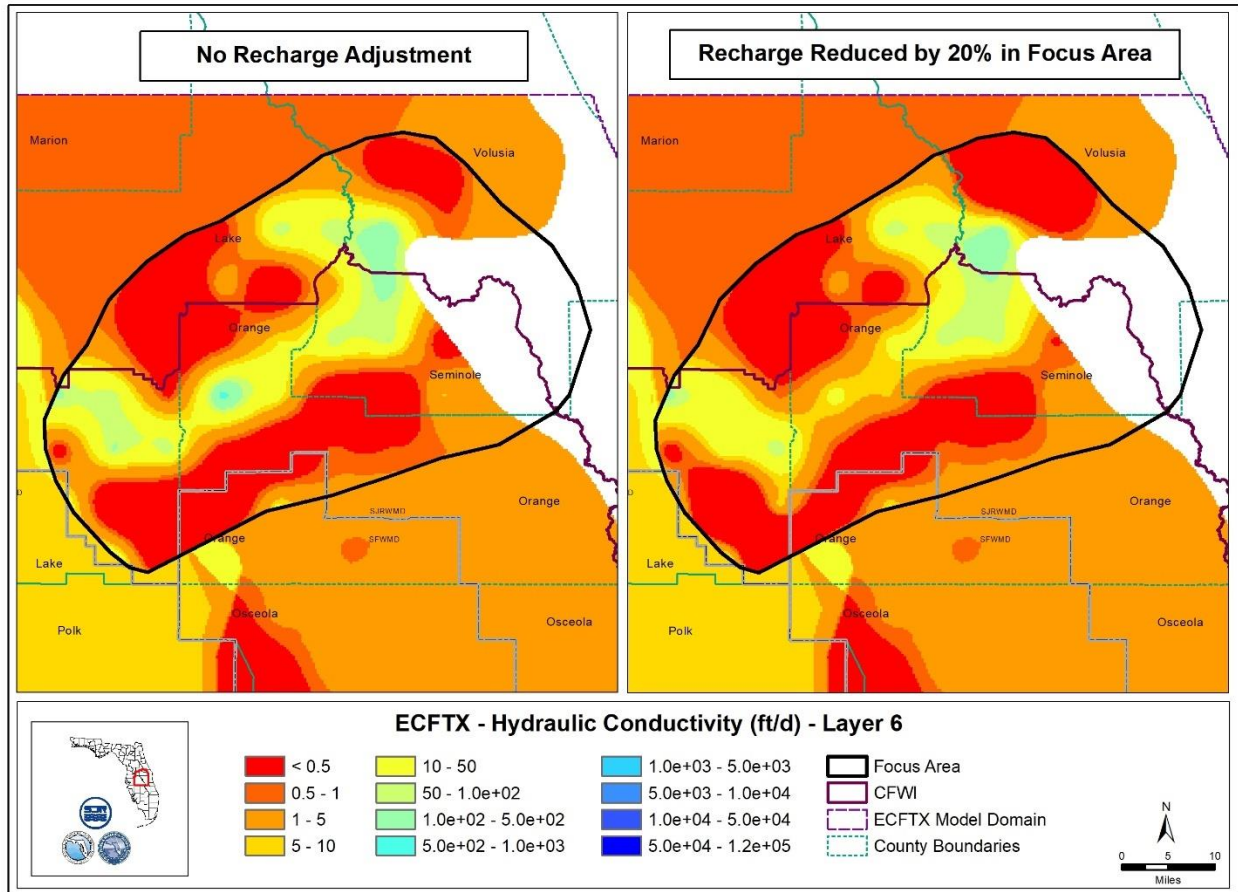 No Recharge Adjustment
Marion
Volusia
Lake
Orange
Seminole
D
Orange
SJRWMD
Orange
SFWMD
Lake
Osceola
Osceola
Polk
Recharge Reduced by 20% in Focus Area
Marion
Volusia
Lake
Orange
Seminole
D
Orange
SJRWMD
Orange
SFWMD
Lake
Osceola
Osceola
Polk
ECFTX - Hydraulic Conductivity (ft/d) - Layer 6
< 0.5
0.5 - 1
1 - 5
5 - 10
10 - 50
50 - 1.0e+02
1.0e+02 - 5.0e+02
5.0e+02 - 1.0e+03
1.0e+03 - 5.0e+03
5.0e+03 - 1.0e+04
1.0e+04 - 5.0e+04
5.0e+04 - 1.2e+05
Focus Area
CFWI
ECFTX Model Domain
County Boundaries
N
0 5 10
Miles